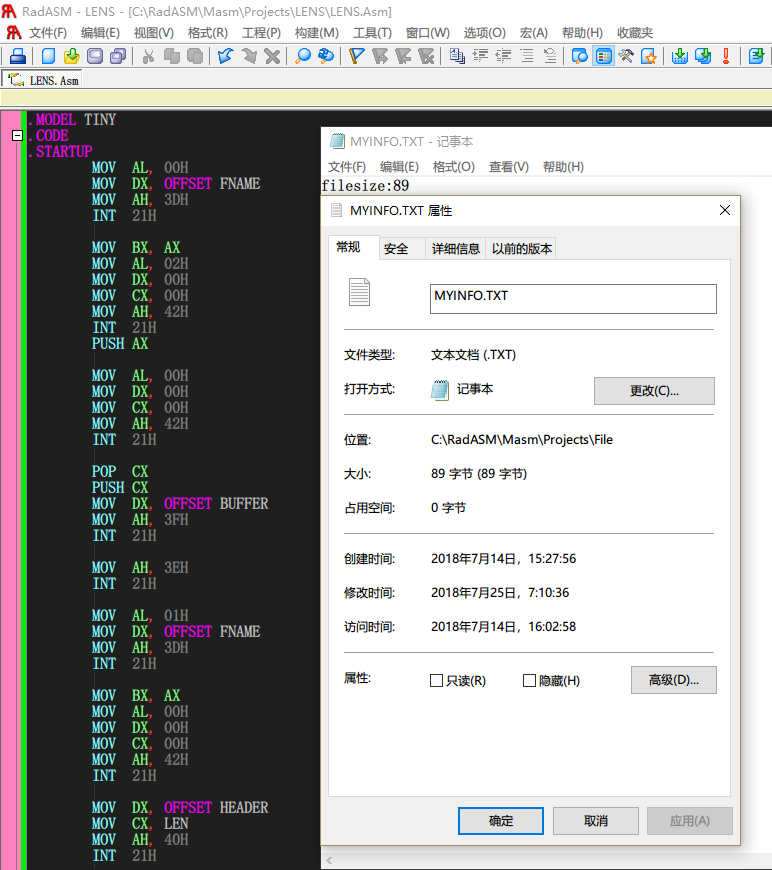 RadASM - LENS - [C:\RadASM\Masm\Projects\LENS\LENS.Asm]
文件(F) 编辑(E) 视图(V) 格式(R) 工程(P) 构建(M) 工具(T) 窗口(W) 选项(O) 宏(A) 帮助(H) 收藏夹
LENS.Asm
.MODEL TINY
.CODE
.STARTUP
MOV AL, 00H
MOV DX, OFFSET FNAME
MOV AH, 3DH
INT 21H
MOV BX, AX
MOV AL, 02H
MOV DX, 00H
MOV CX, 00H
MOV AH, 42H
INT 21H
PUSH AX
MOV AL, 00H
MOV DX, 00H
MOV CX, 00H
MOV AH, 42H
INT 21H
POP CX
PUSH CX
MOV DX, OFFSET BUFFER
MOV AH, 3FH
INT 21H
MOV AH, 3EH
INT 21H
MOV AL, 01H
MOV DX, OFFSET FNAME
MOV AH, 3DH
INT 21H
MOV BX, AX
MOV AL, 00H
MOV DX, 00H
MOV CX, 00H
MOV AH, 42H
INT 21H
MOV DX, OFFSET HEADER
MOV CX, LEN
MOV AH, 40H
INT 21H
MYINFO.TXT - 记事本
文件(F) 编辑(E) 格式(O) 查看(V) 帮助(H)
filesize:89
MYINFO.TXT 属性
常规 安全 详细信息 以前的版本
MYINFO.TXT
文件类型: 文本文档 (.TXT)
打开方式: 记事本 更改(C)...
位置: C:\RadASM\Masm\Projects\File
大小: 89 字节 (89 字节)
占用空间: 0 字节
创建时间: 2018年7月14日，15:27:56
修改时间: 2018年7月25日，7:10:36
访问时间: 2018年7月14日，16:02:58
属性: 只读(R) 隐藏(H) 高级(D)...
确定 取消 应用(A)